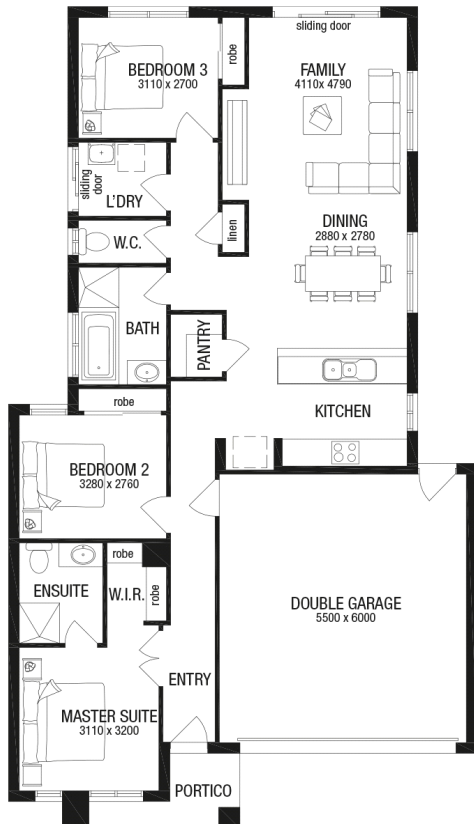 sliding door
BEDROOM 3
3110 x 2700
robe
FAMILY
4110x 4790
sliding
door
L'DRY
W.C.
linen
DINING
2880 x 2780
BATH
PANTRY
robe
KITCHEN
BEDROOM 2
3280 x 2760
ENSUITE
robe
W.I.R.
robe
DOUBLE GARAGE
5500 x 6000
ENTRY
MASTER SUITE
3110 x 3200
PORTICO